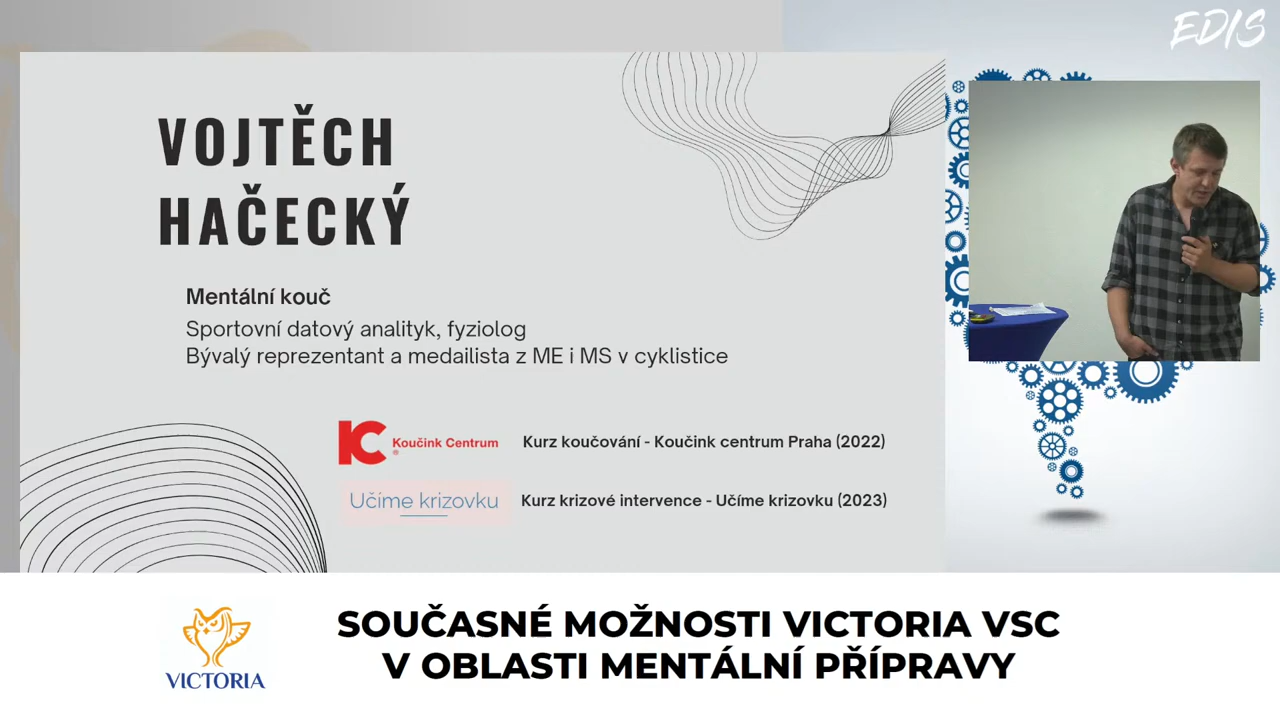 EDIS
VOJTĚCH
HAČECKÝ
Mentální kouč
Sportovní datový analityk, fyziolog
Bývalý reprezentant a medailista z ME i MS v cyklistice
KC Koučink Centrum
®
Kurz koučování - Koučink centrum Praha (2022)
Učíme krizovku
Kurz krizové intervence - Učíme krizovku (2023)
VICTORIA
SOUČASNÉ MOŽNOSTI VICTORIA VSC
V OBLASTI MENTÁLNÍ PŘÍPRAVY